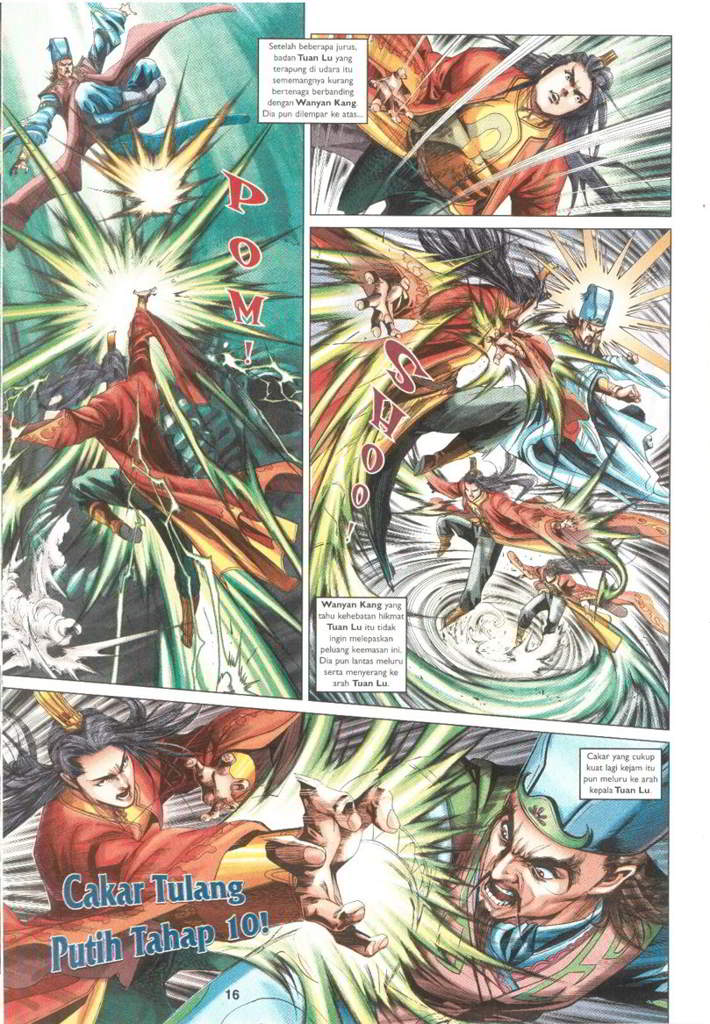 Setelah beberapa jurus,
badan Tuan Lu yang
terapung di udara itu
sememangnya kurang
bertenaga berbanding
dengan Wanyan Kang.
Dia pun dilempar ke atas...
POM!
SHOO!
Wanyan Kang yang
tahu kehebatan hikmat
Tuan Lu itu tidak
ingin melepaskan
peluang keemasan ini.
Dia pun lantas meluru
serta menyerang ke
arah Tuan Lu.
Cakar yang cukup
kuat lagi kejam itu
pun meluru ke arah
kepala Tuan Lu.
Cakar Tulang
Putih Tahap 10!
16